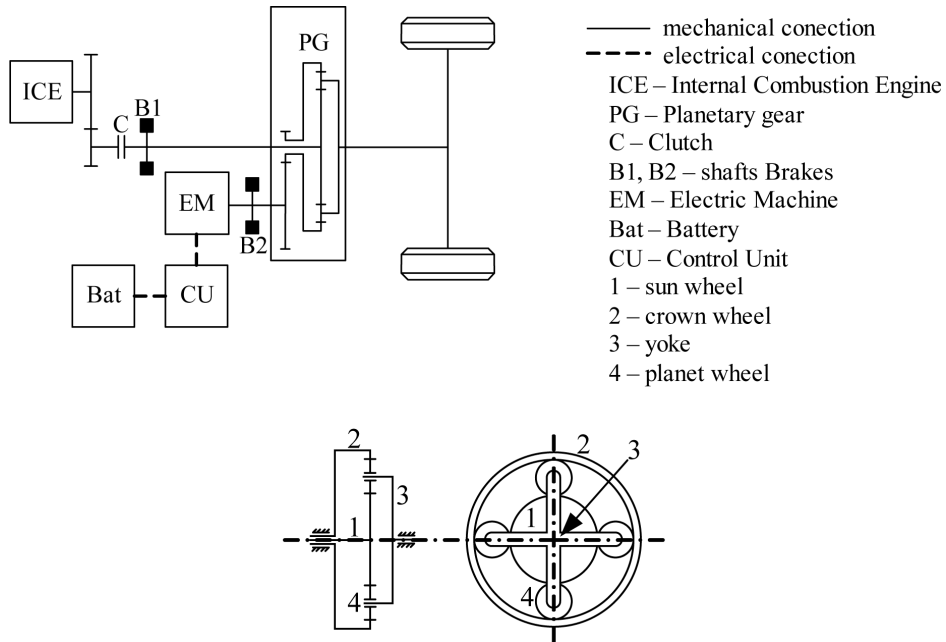 PG
ICE
C
B1
EM
B2
Bat
CU
mechanical conection
electrical conection
ICE – Internal Combustion Engine
PG – Planetary gear
C – Clutch
B1, B2 – shafts Brakes
EM – Electric Machine
Bat – Battery
CU – Control Unit
1 – sun wheel
2 – crown wheel
3 – yoke
4 – planet wheel
2
3
1
4
2
3
1
4